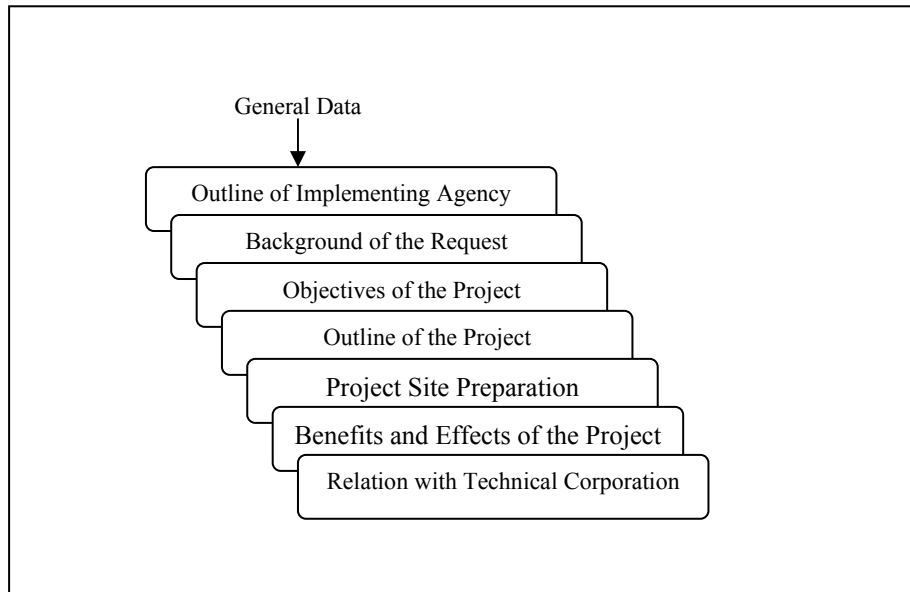 General Data
Outline of Implementing Agency
Background of the Request
Objectives of the Project
Outline of the Project
Project Site Preparation
Benefits and Effects of the Project
Relation with Technical Corporation